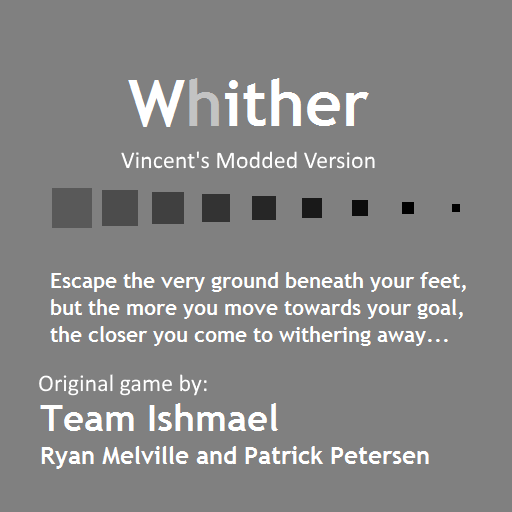 Whither
Vincent's Modded Version
Escape the very ground beneath your feet,
but the more you move towards your goal,
the closer you come to withering away...
Original game by:
Team Ishmael
Ryan Melville and Patrick Petersen